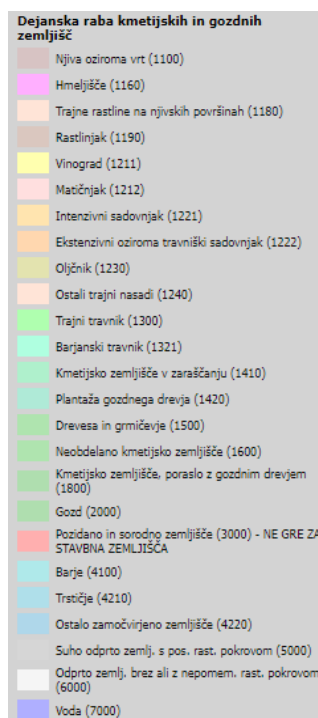 Dejanska raba kmetijskih in gozdnih
zemljišč
Njiva oziroma vrt (1100)
Hmeljišče (1160)
Trajne rastline na njivskih površinah (1180)
Rastlinjak (1190)
Vinograd (1211)
Matičnjak (1212)
Intenzivni sadovnjak (1221)
Ekstenzivni oziroma travniški sadovnjak (1222)
Oljčnik (1230)
Ostali trajni nasadi (1240)
Trajni travnik (1300)
Barjanski travnik (1321)
Kmetijsko zemljišče v zaraščanju (1410)
Plantaža gozdnega drevja (1420)
Drevesa in grmičevje (1500)
Neobdelano kmetijsko zemljišče (1600)
Kmetijsko zemljišče, poraslo z gozdnim drevjem
(1800)
Gozd (2000)
Pozidano in sorodno zemljišče (3000) - NE GRE ZA
STAVBNA ZEMLJIŠČA
Barje (4100)
Trstičje (4210)
Ostalo zamočvirjeno zemljišče (4220)
Suho odprto zemlj. s pos. rast. pokrovom (5000)
Odprto zemlj. brez ali z nepomem. rast. pokrovom
(6000)
Voda (7000)